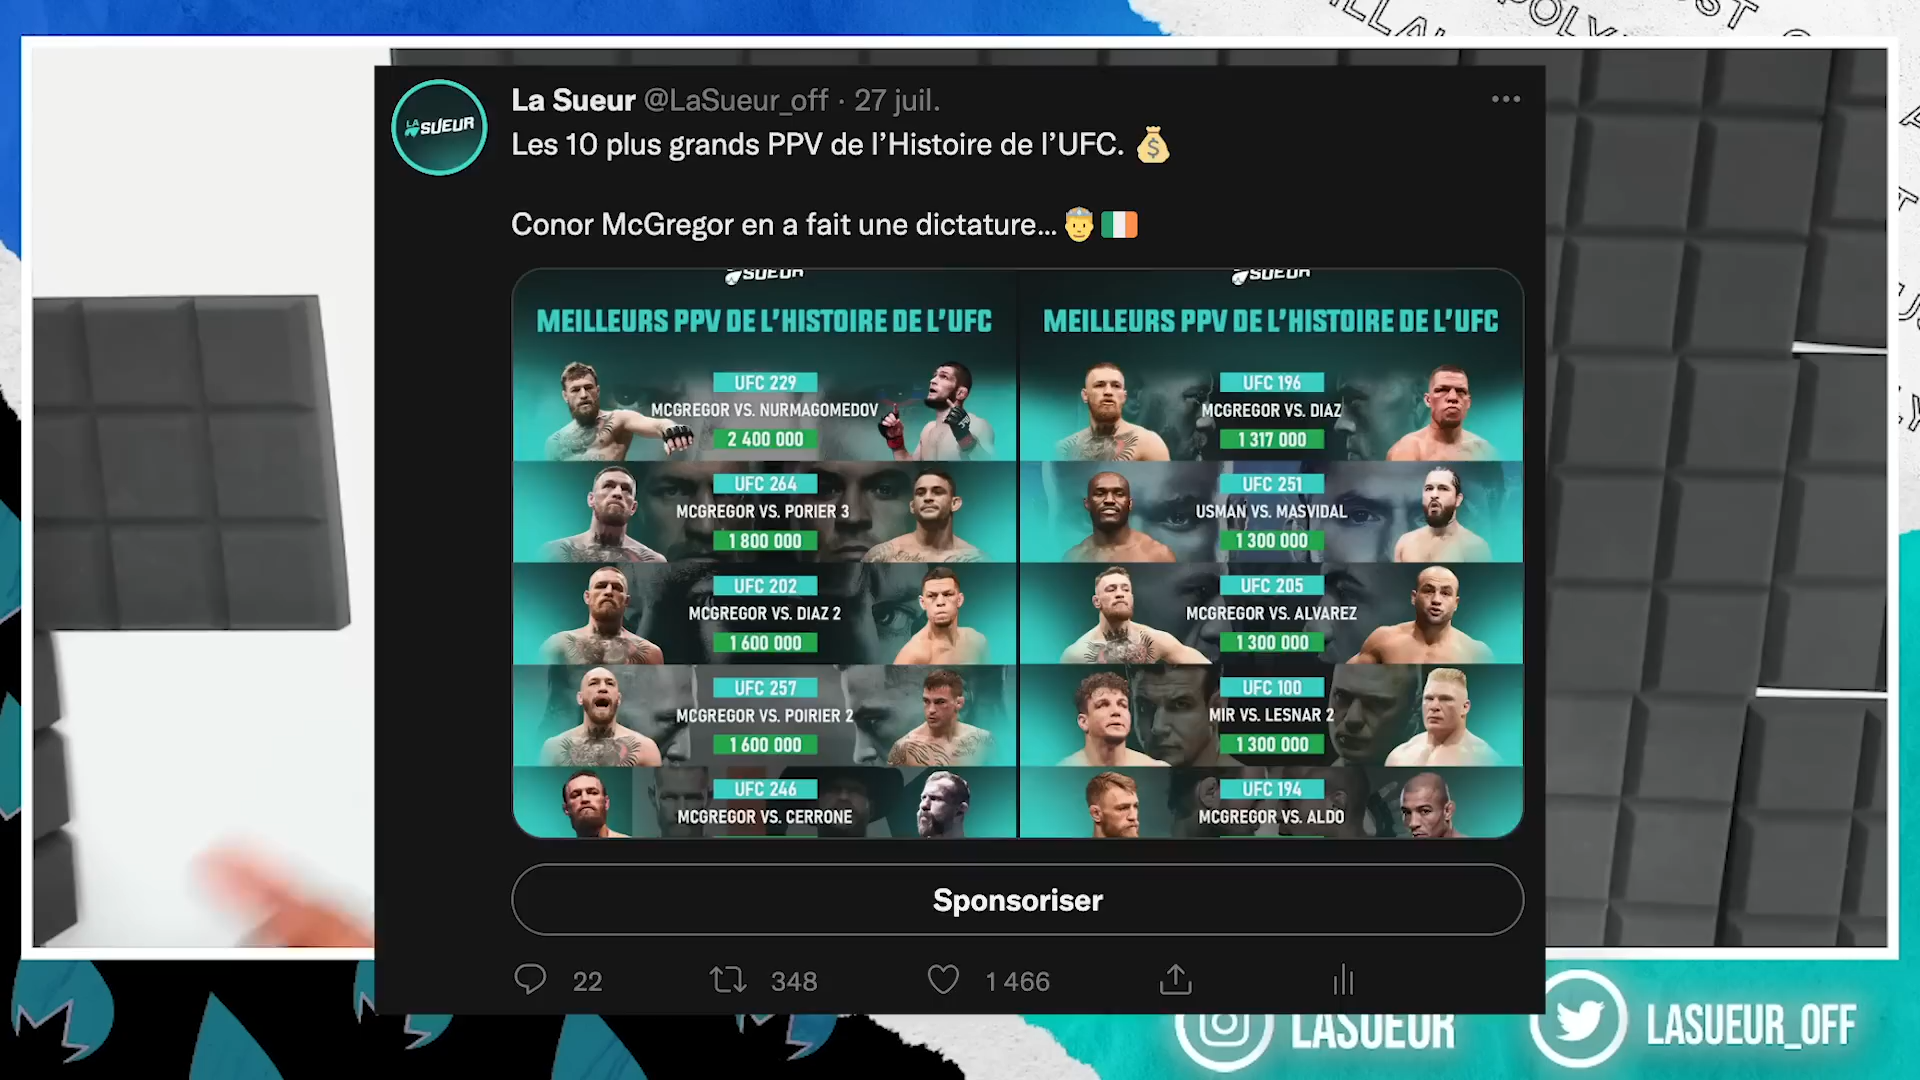 La Sueur @LaSueur_off · 27 juil.
Les 10 plus grands PPV de l'Histoire de l'UFC.
Conor McGregor en a fait une dictature...
LA SUEUR
SUEUR
MEILLEURS PPV DE L'HISTOIRE DE L'UFC
UFC 229
MCGREGOR VS. NURMAGOMEDOV
2 400 000
UFC 264
MCGREGOR VS. PORIER 3
1 800 000
UFC 202
MCGREGOR VS. DIAZ 2
1 600 000
UFC 257
MCGREGOR VS. POIRIER 2
1 600 000
UFC 246
MCGREGOR VS. CERRONE
SUEUR
MEILLEURS PPV DE L'HISTOIRE DE L'UFC
UFC 196
MCGREGOR VS. DIAZ
1 317 000
UFC 251
USMAN VS. MASVIDAL
1 300 000
UFC 205
MCGREGOR VS. ALVAREZ
1 300 000
UFC 100
MIR VS. LESNAR 2
1 300 000
UFC 194
MCGREGOR VS. ALDO
Sponsoriser
22
348
1 466
LASUEUR
LASUEUR_OFF